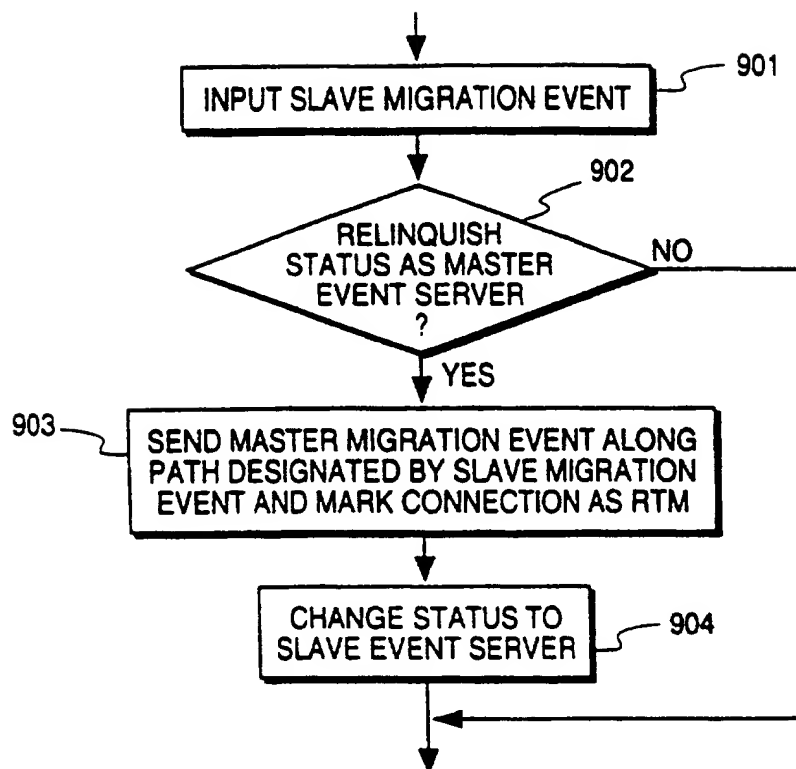 901
INPUT SLAVE MIGRATION EVENT
902
RELINQUISH
STATUS AS MASTER
EVENT SERVER
?
NO
YES
903
SEND MASTER MIGRATION EVENT ALONG
PATH DESIGNATED BY SLAVE MIGRATION
EVENT AND MARK CONNECTION AS RTM
CHANGE STATUS TO
SLAVE EVENT SERVER
904